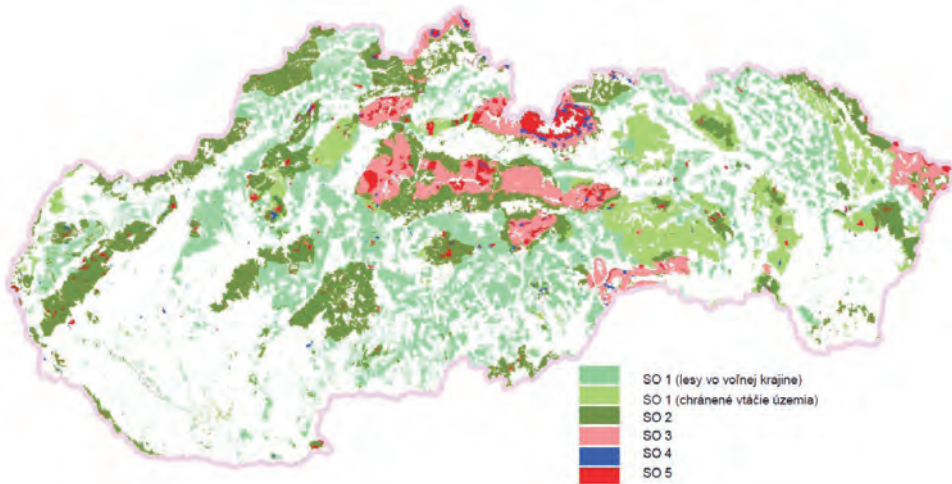 SO 1 (lesy vo voľnej krajine)
SO 1 (chránené vtáčie územia)
SO 2
SO 3
SO 4
SO 5